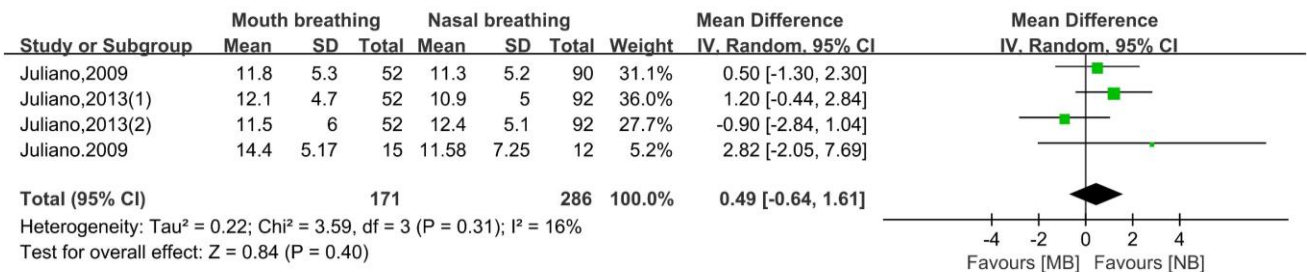 Mouth breathing Nasal breathing Mean Difference Mean Difference
Study or Subgroup Mean SD Total Mean SD Total Weight IV, Random, 95% CI IV, Random, 95% CI
Juliano,2009 11.8 5.3 52 11.3 5.2 90 31.1% 0.50 [-1.30, 2.30]
Juliano,2013(1) 12.1 4.7 52 10.9 5 92 36.0% 1.20 [-0.44, 2.84]
Juliano,2013(2) 11.5 6 52 12.4 5.1 92 27.7% -0.90 [-2.84, 1.04]
Juliano.2009 14.4 5.17 15 11.58 7.25 12 5.2% 2.82 [-2.05, 7.69]
Total (95% CI) 171 286 100.0% 0.49 [-0.64, 1.61]
Heterogeneity: Tau² = 0.22; Chi² = 3.59, df = 3 (P = 0.31); I² = 16%
Test for overall effect: Z = 0.84 (P = 0.40)
-4 -2 0 2 4
Favours [MB] Favours [NB]